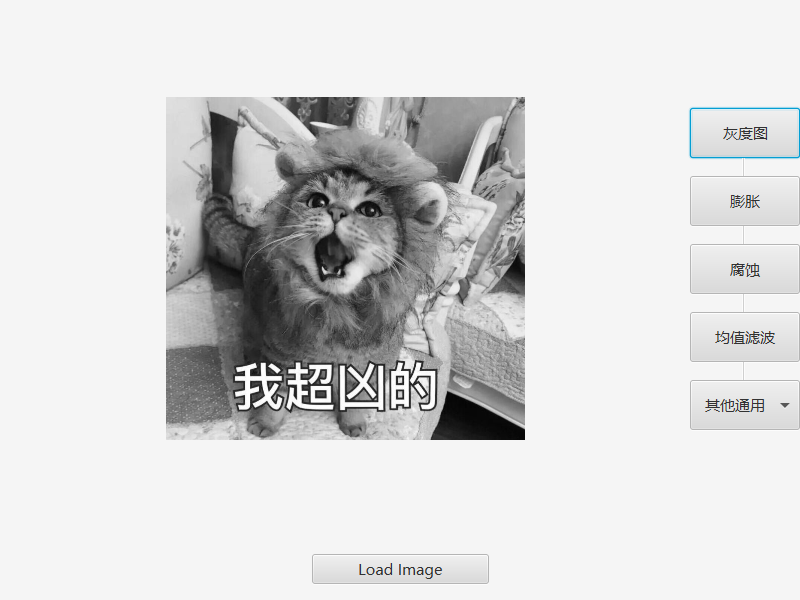 灰度图
膨胀
腐蚀
均值滤波
其他通用
我超凶的
Load Image